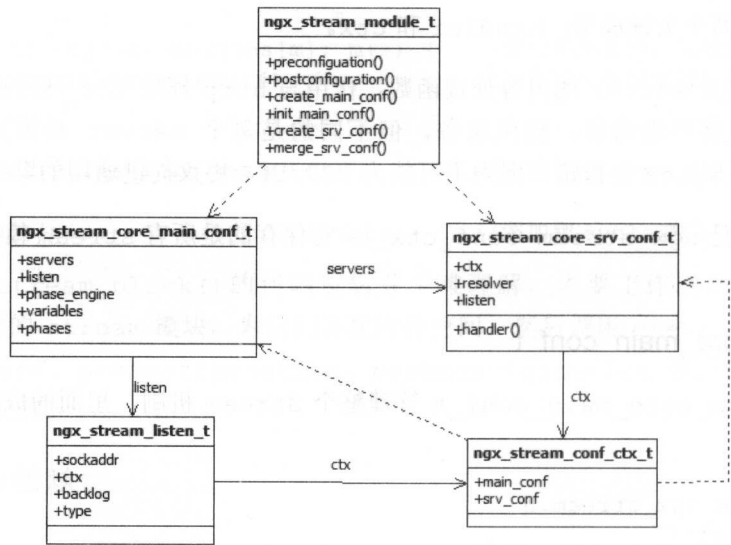 ngx_stream_module_t
+preconfiguation()
+postconfiguration()
+create_main_conf()
+init_main_conf()
+create_srv_conf()
+merge_srv_conf()
ngx_stream_core_main_conf_t
+servers
+listen
+phase_engine
+variables
+phases
servers
ngx_stream_core_srv_conf_t
+ctx
+resolver
+listen
+handler()
listen
ctx
ngx_stream_listen_t
+sockaddr
+ctx
+backlog
+type
ctx
ngx_stream_conf_ctx_t
+main_conf
+srv_conf